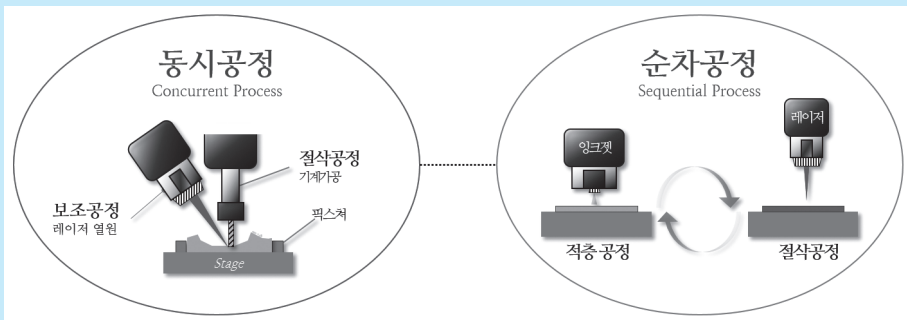 동시공정
Concurrent Process
절삭공정
기계가공
보조공정
레이저 열원
픽스쳐
Stage
순차공정
Sequential Process
잉크젯
레이저
적층 공정
절삭공정